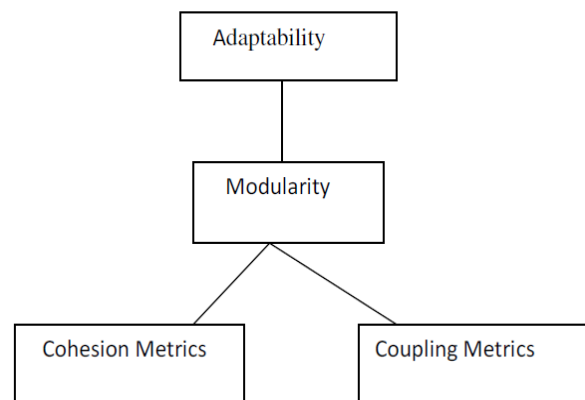 Adaptability
Modularity
Cohesion Metrics
Coupling Metrics